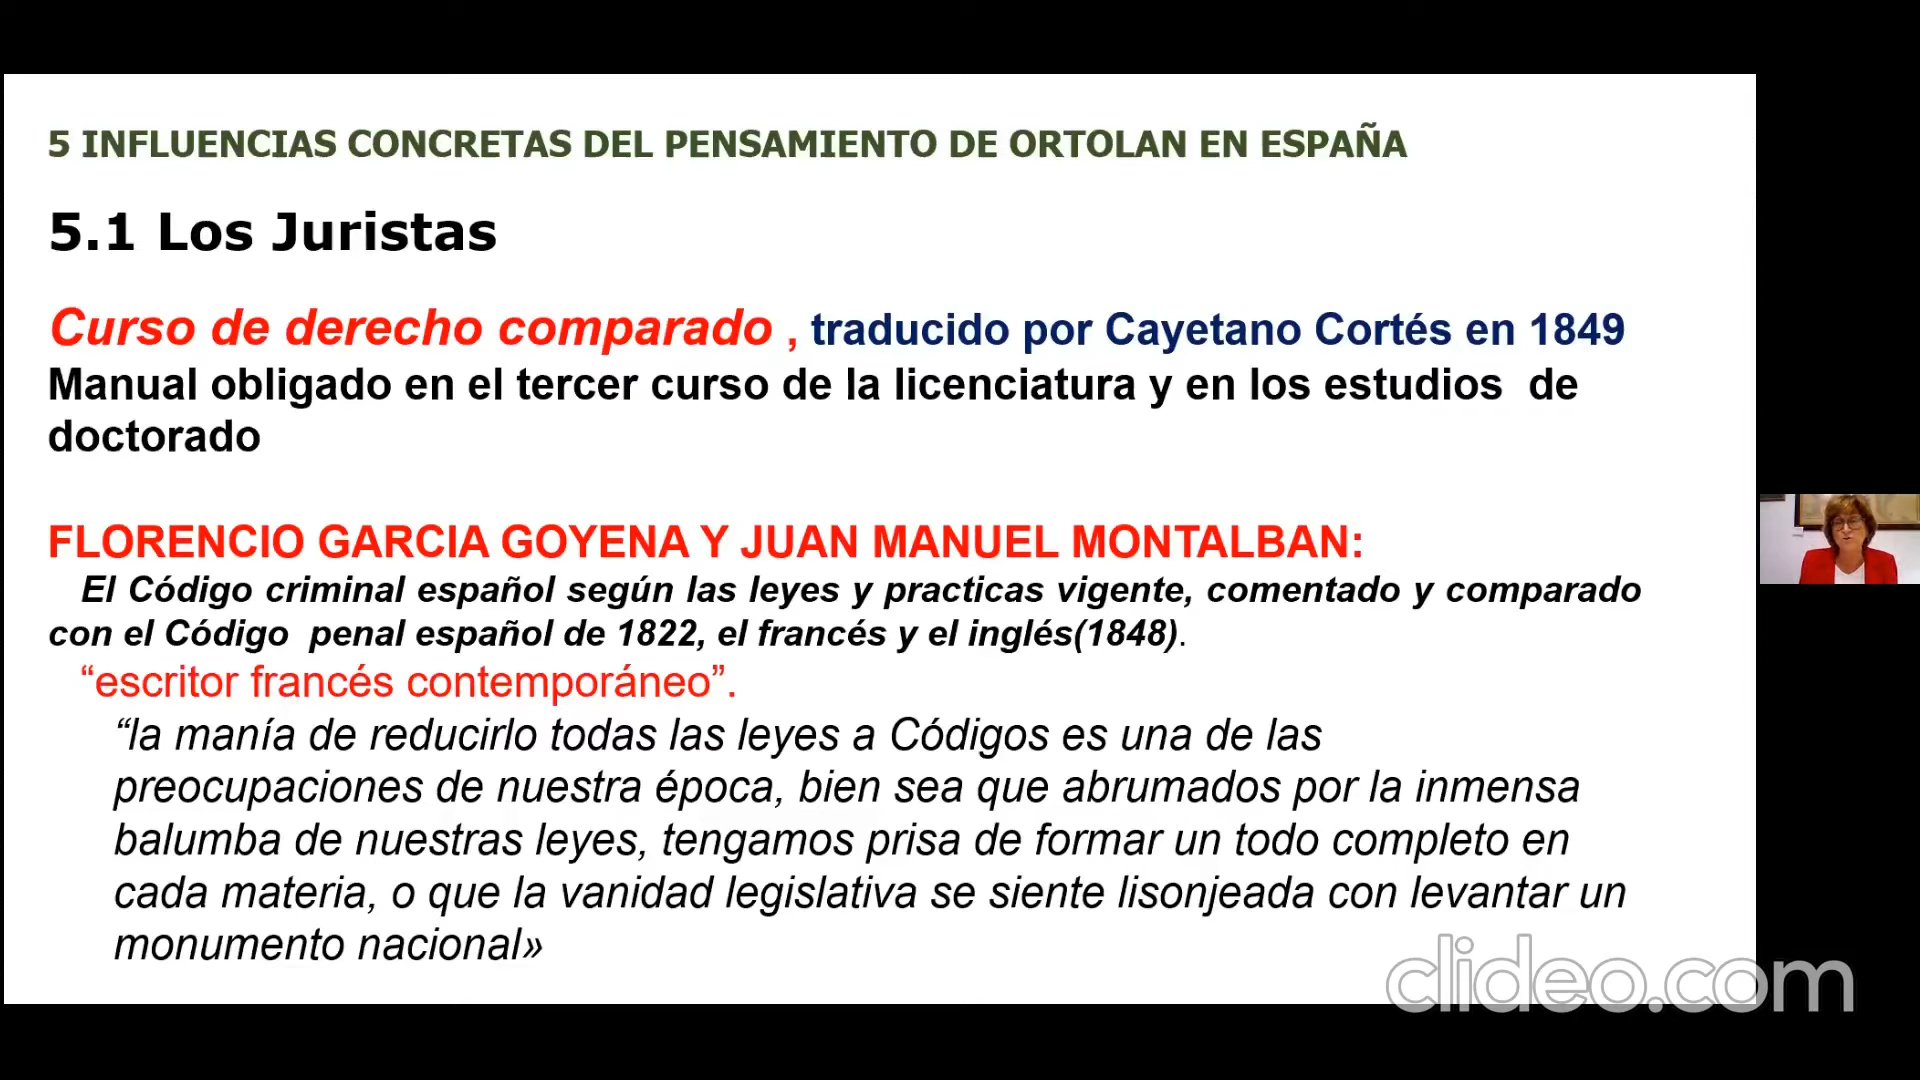 5 INFLUENCIAS CONCRETAS DEL PENSAMIENTO DE ORTOLAN EN ESPAÑA
5.1 Los Juristas
Curso de derecho comparado , traducido por Cayetano Cortés en 1849
Manual obligado en el tercer curso de la licenciatura y en los estudios  de
doctorado
FLORENCIO GARCIA GOYENA Y JUAN MANUEL MONTALBAN:
El Código criminal español según las leyes y practicas vigente, comentado y comparado
con el Código  penal español de 1822, el francés y el inglés(1848).
“escritor francés contemporáneo”.
“la manía de reducirlo todas las leyes a Códigos es una de las
preocupaciones de nuestra época, bien sea que abrumados por la inmensa
balumba de nuestras leyes, tengamos prisa de formar un todo completo en
cada materia, o que la vanidad legislativa se siente lisonjeada con levantar un
monumento nacional»
clideo.com